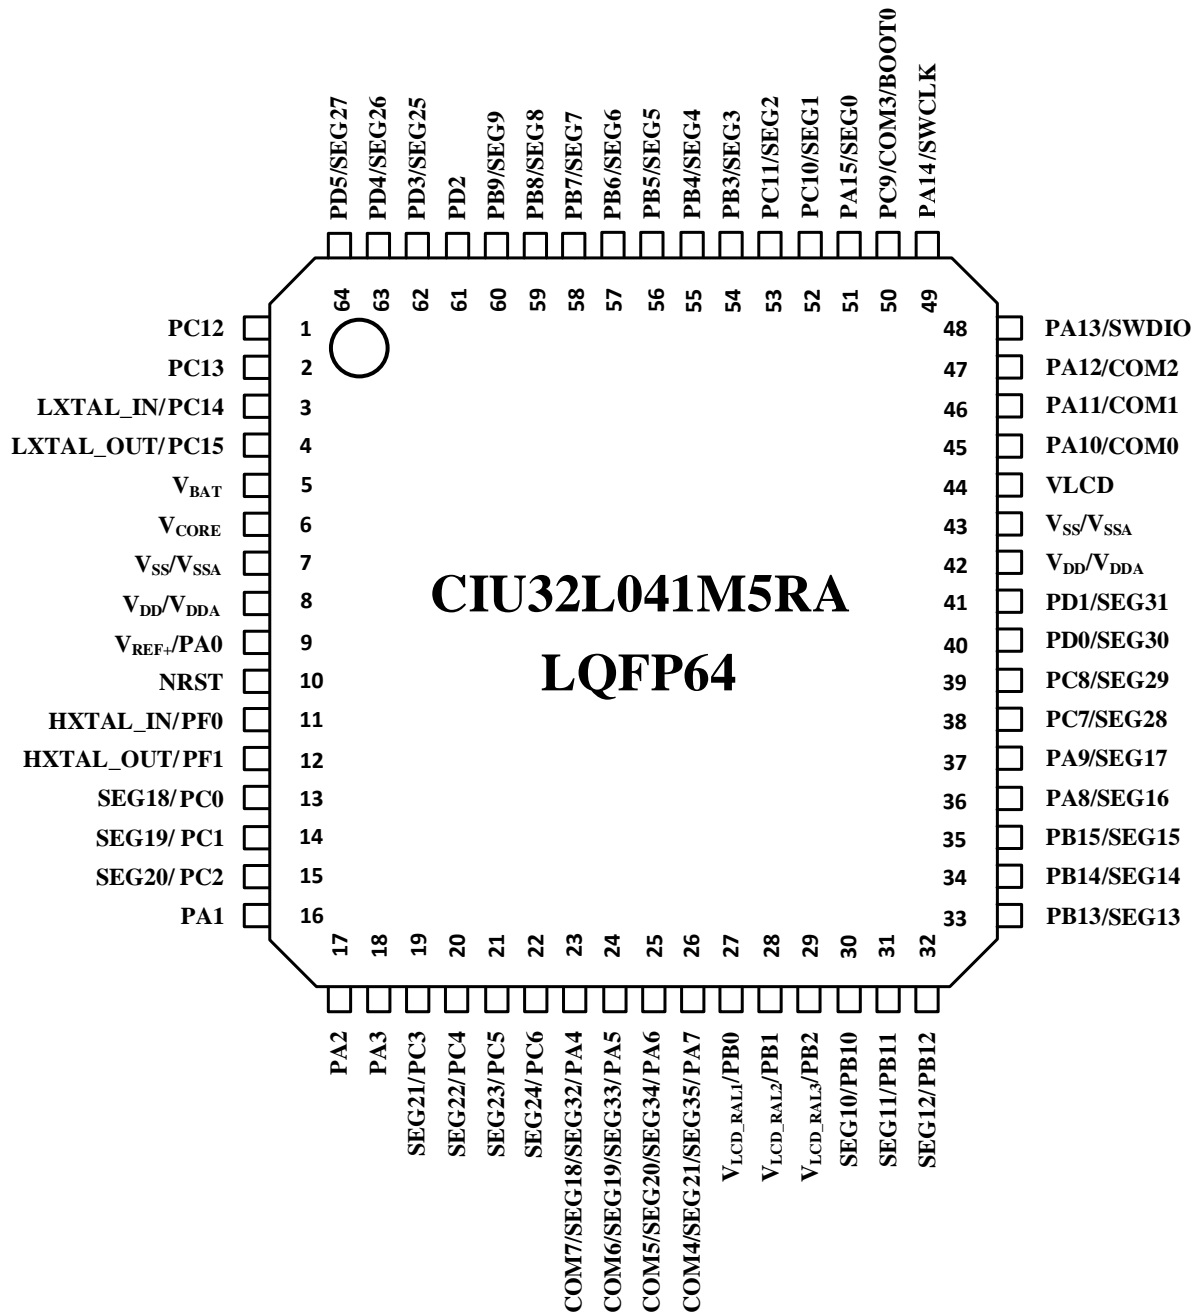 PD5/SEG27
PD4/SEG26
PD3/SEG25
PD2
PB9/SEG9
PB8/SEG8
PB7/SEG7
PB6/SEG6
PB5/SEG5
PB4/SEG4
PB3/SEG3
PC11/SEG2
PC10/SEG1
PA15/SEG0
PC9/COM3/BOOT0
PA14/SWCLK
64
63
62
61
60
59
58
57
56
55
54
53
52
51
50
49
PC12 1
PC13 2
LXTAL_IN/PC14 3
LXTAL_OUT/PC15 4
VBAT 5
VCORE 6
VSS/VSSA 7
VDD/VDDA 8
VREF+/PA0 9
NRST 10
HXTAL_IN/PF0 11
HXTAL_OUT/PF1 12
SEG18/PC0 13
SEG19/ PC1 14
SEG20/ PC2 15
PA1 16
CIU32L041M5RA
LQFP64
48 PA13/SWDIO
47 PA12/COM2
46 PA11/COM1
45 PA10/COM0
44 VLCD
43 VSS/VSSA
42 VDD/VDDA
41 PD1/SEG31
40 PD0/SEG30
39 PC8/SEG29
38 PC7/SEG28
37 PA9/SEG17
36 PA8/SEG16
35 PB15/SEG15
34 PB14/SEG14
33 PB13/SEG13
17
18
19
20
21
22
23
24
25
26
27
28
29
30
31
32
PA2
PA3
SEG21/PC3
SEG22/PC4
SEG23/PC5
SEG24/PC6
COM7/SEG18/SEG32/PA4
COM6/SEG19/SEG33/PA5
COM5/SEG20/SEG34/PA6
COM4/SEG21/SEG35/PA7
VLCD_RAL1/PB0
VLCD_RAL2/PB1
VLCD_RAL3/PB2
SEG10/PB10
SEG11/PB11
SEG12/PB12